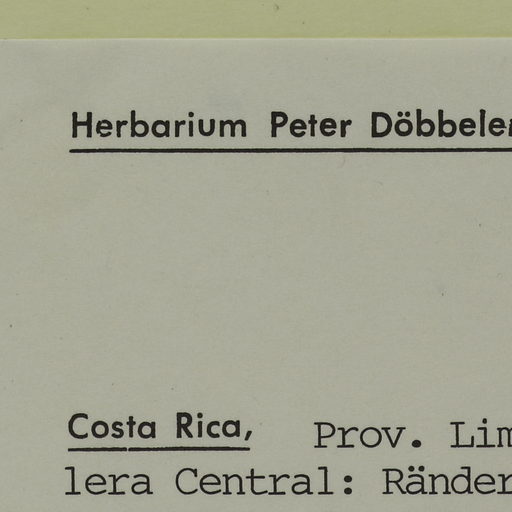 Herbarium Peter Döbbeler
Costa Rica, Prov. Lim
lera Central: Ränder